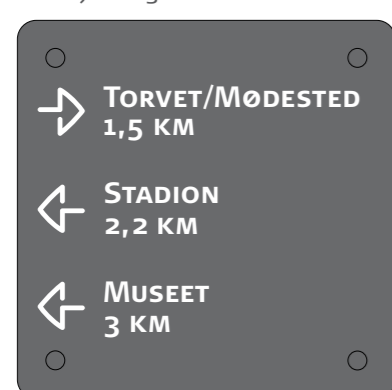 Torvet/Mødested
1,5 km
Stadion
2,2 km
Museet
3 km